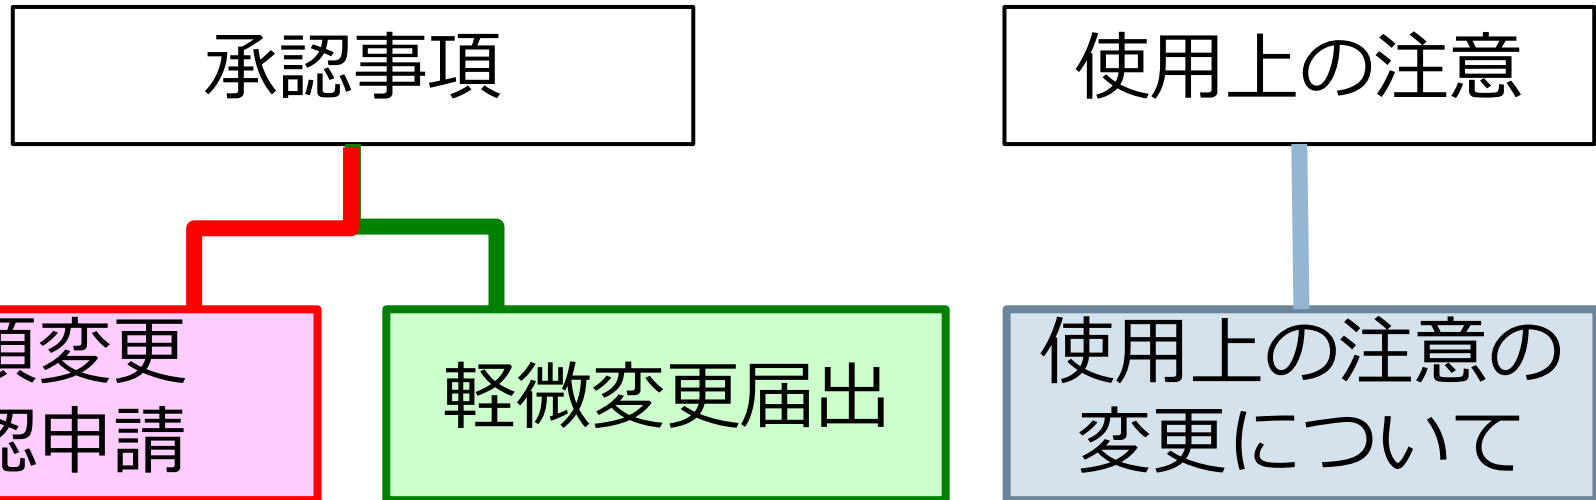 承認事項
使用上の注意
項変更
認申請
軽微変更届出
使用上の注意の
変更について